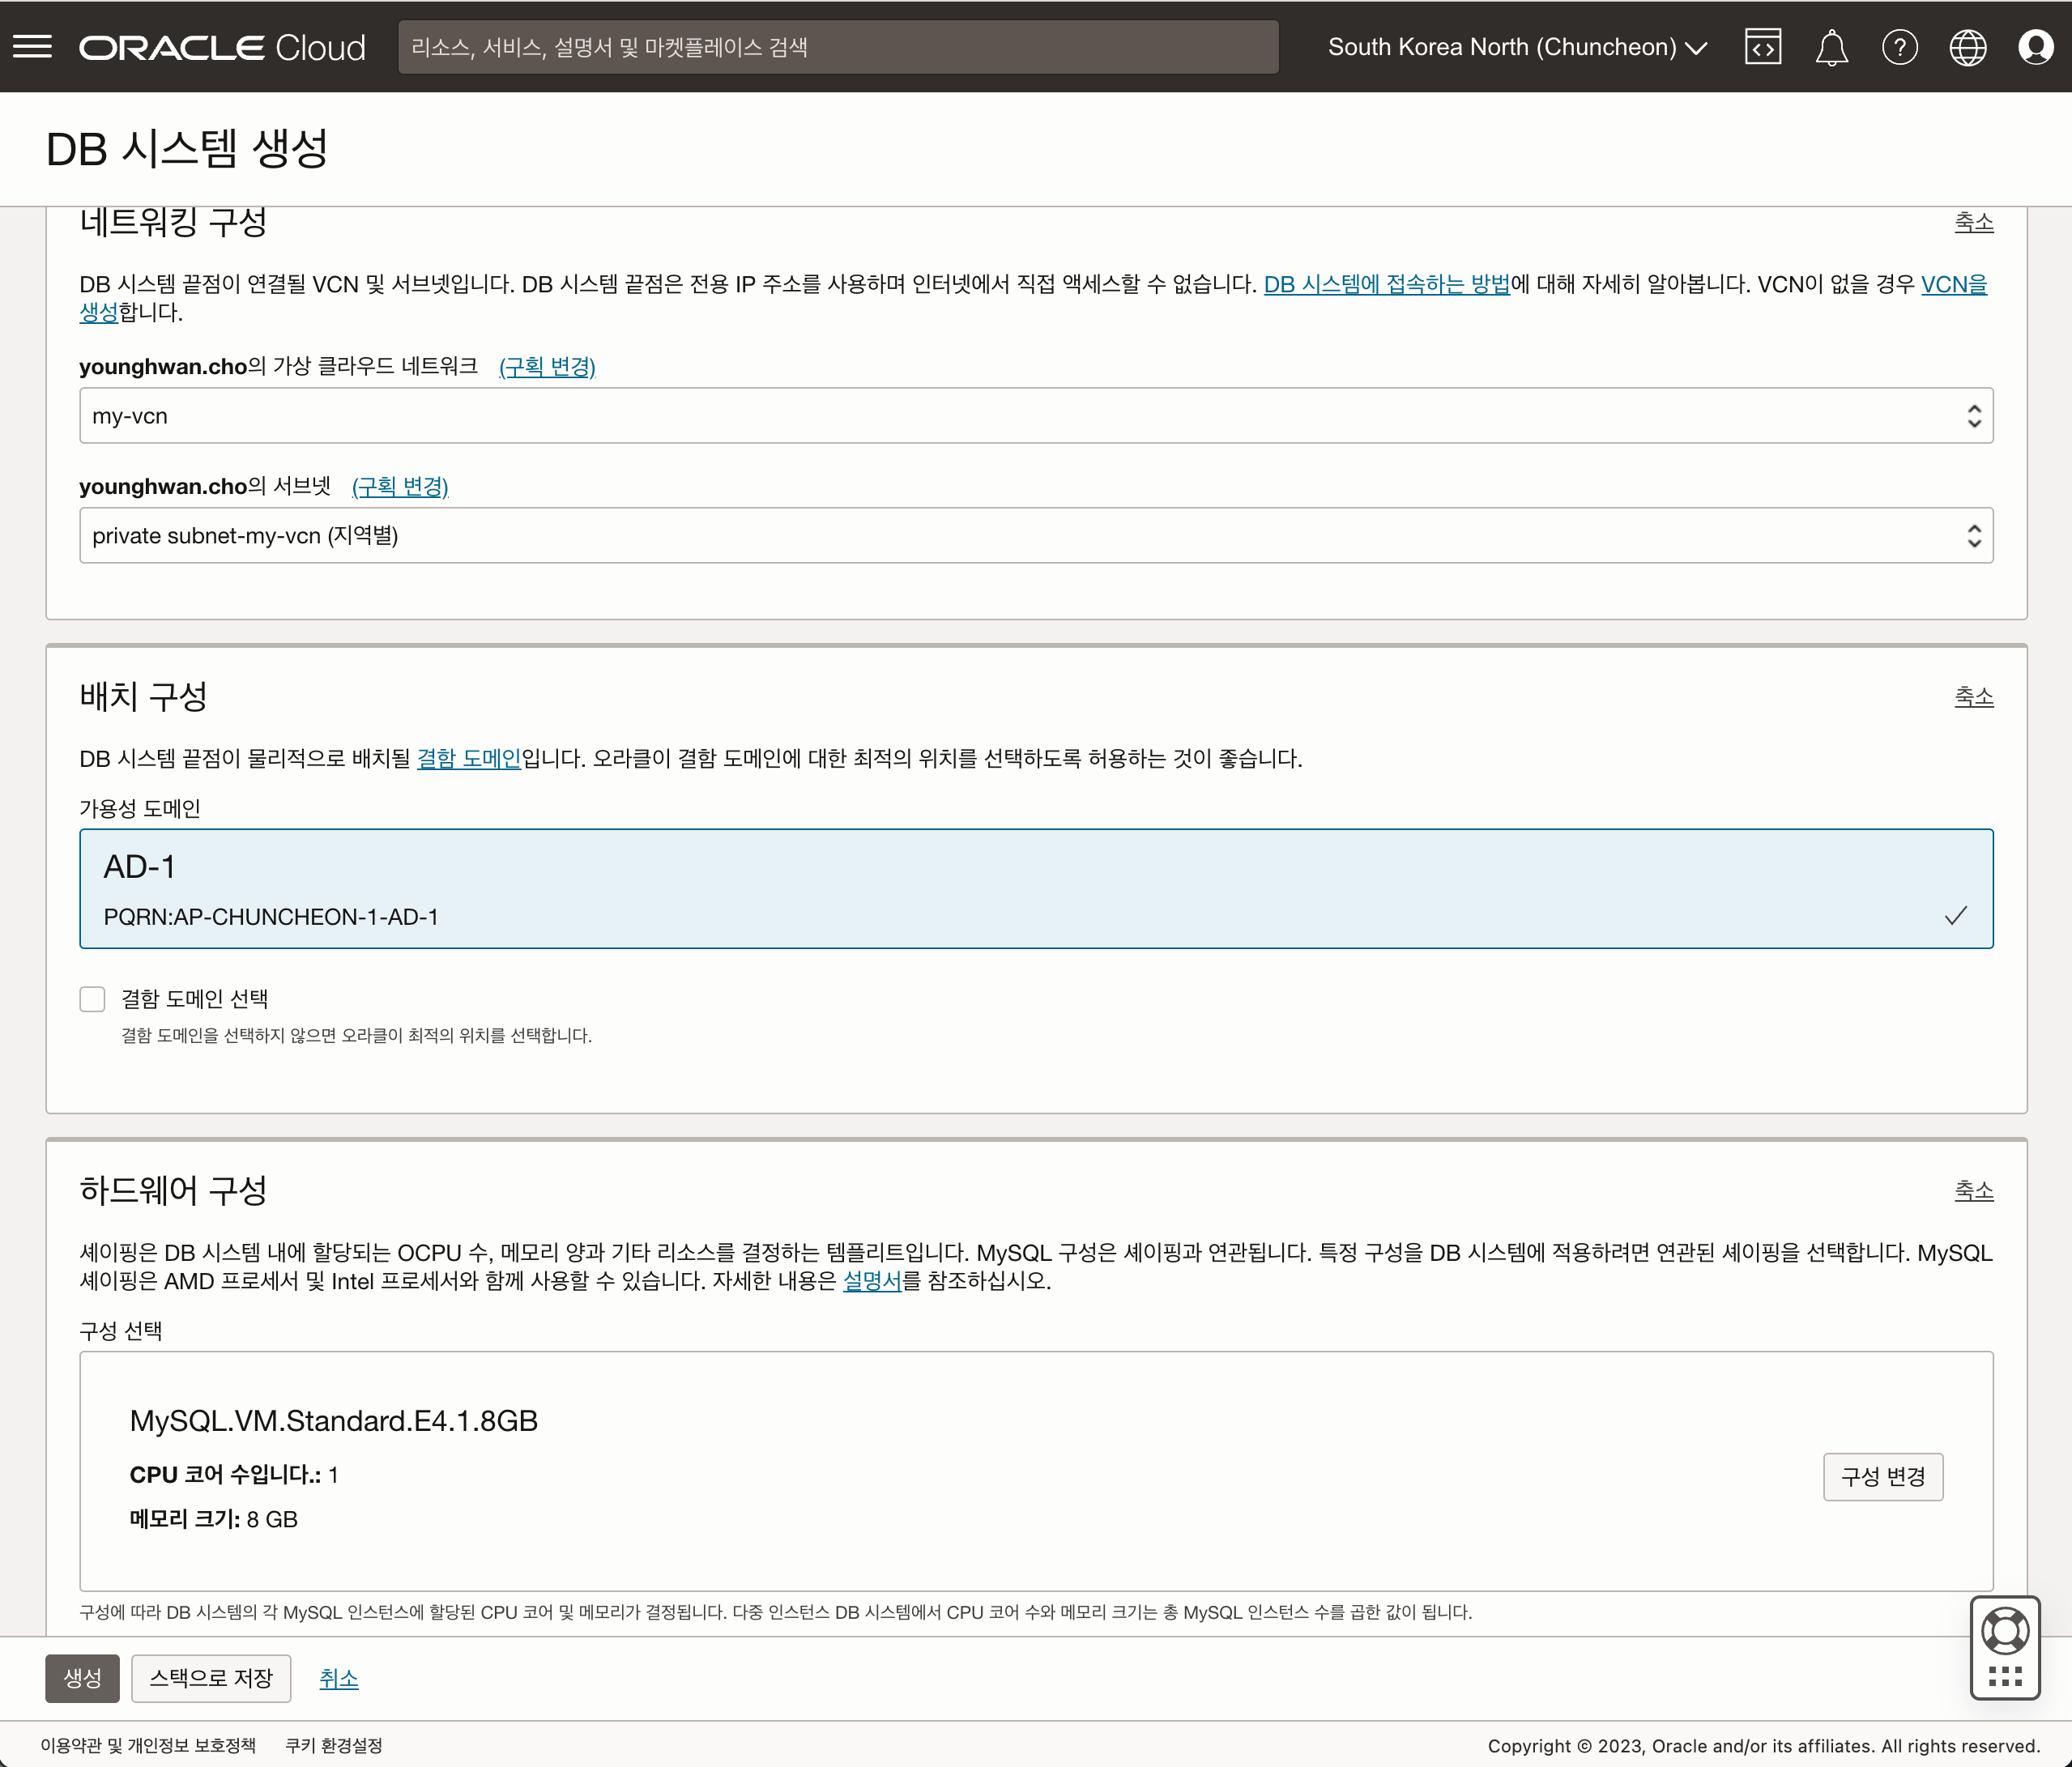 ORACLE Cloud
리소스, 서비스, 설명서 및 마켓플레이스 검색
South Korea North (Chuncheon)
DB 시스템 생성
네트워킹 구성
축소
DB 시스템 끝점이 연결될 VCN 및 서브넷입니다. DB 시스템 끝점은 전용 IP 주소를 사용하며 인터넷에서 직접 액세스할 수 없습니다. DB 시스템에 접속하는 방법에 대해 자세히 알아봅니다. VCN이 없을 경우 VCN을
생성합니다.
younghwan.cho의 가상 클라우드 네트워크 (구획 변경)
my-vcn
younghwan.cho의 서브넷 (구획 변경)
private subnet-my-vcn (지역별)
배치 구성
축소
DB 시스템 끝점이 물리적으로 배치될 결함 도메인입니다. 오라클이 결함 도메인에 대한 최적의 위치를 선택하도록 허용하는 것이 좋습니다.
가용성 도메인
AD-1
PQRN:AP-CHUNCHEON-1-AD-1
결함 도메인 선택
결함 도메인을 선택하지 않으면 오라클이 최적의 위치를 선택합니다.
하드웨어 구성
축소
셰이핑은 DB 시스템 내에 할당되는 OCPU 수, 메모리 양과 기타 리소스를 결정하는 템플리트입니다. MySQL 구성은 셰이핑과 연관됩니다. 특정 구성을 DB 시스템에 적용하려면 연관된 셰이핑을 선택합니다. MySQL
셰이핑은 AMD 프로세서 및 Intel 프로세서와 함께 사용할 수 있습니다. 자세한 내용은 설명서를 참조하십시오.
구성 선택
MySQL.VM.Standard.E4.1.8GB
CPU 코어 수입니다.: 1
메모리 크기: 8 GB
구성 변경
구성에 따라 DB 시스템의 각 MySQL 인스턴스에 할당된 CPU 코어 및 메모리가 결정됩니다. 다중 인스턴스 DB 시스템에서 CPU 코어 수와 메모리 크기는 총 MySQL 인스턴스 수를 곱한 값이 됩니다.
생성
스택으로 저장
취소
이용약관 및 개인정보 보호정책
쿠키 환경설정
Copyright © 2023, Oracle and/or its affiliates. All rights reserved.